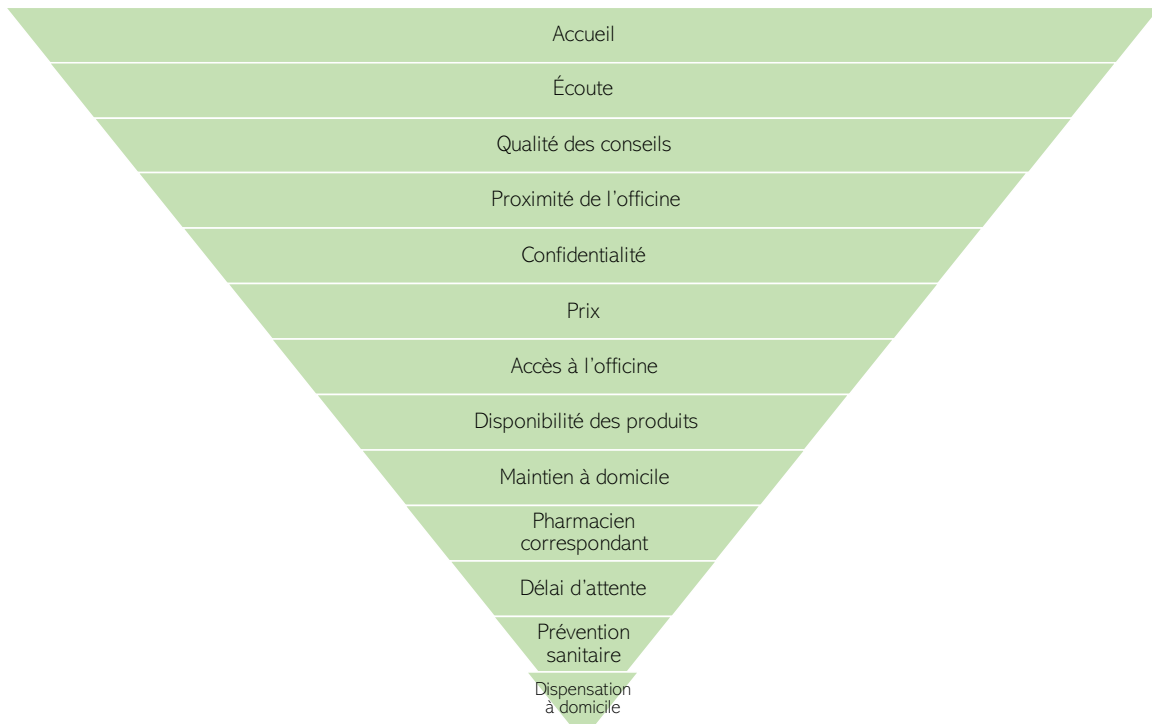 Accueil
Écoute
Qualité des conseils
Proximité de l'officine
Confidentialité
Prix
Accès à l'officine
Disponibilité des produits
Maintien à domicile
Pharmacien
correspondant
Délai d'attente
Prévention
sanitaire
Dispensation
à domicile